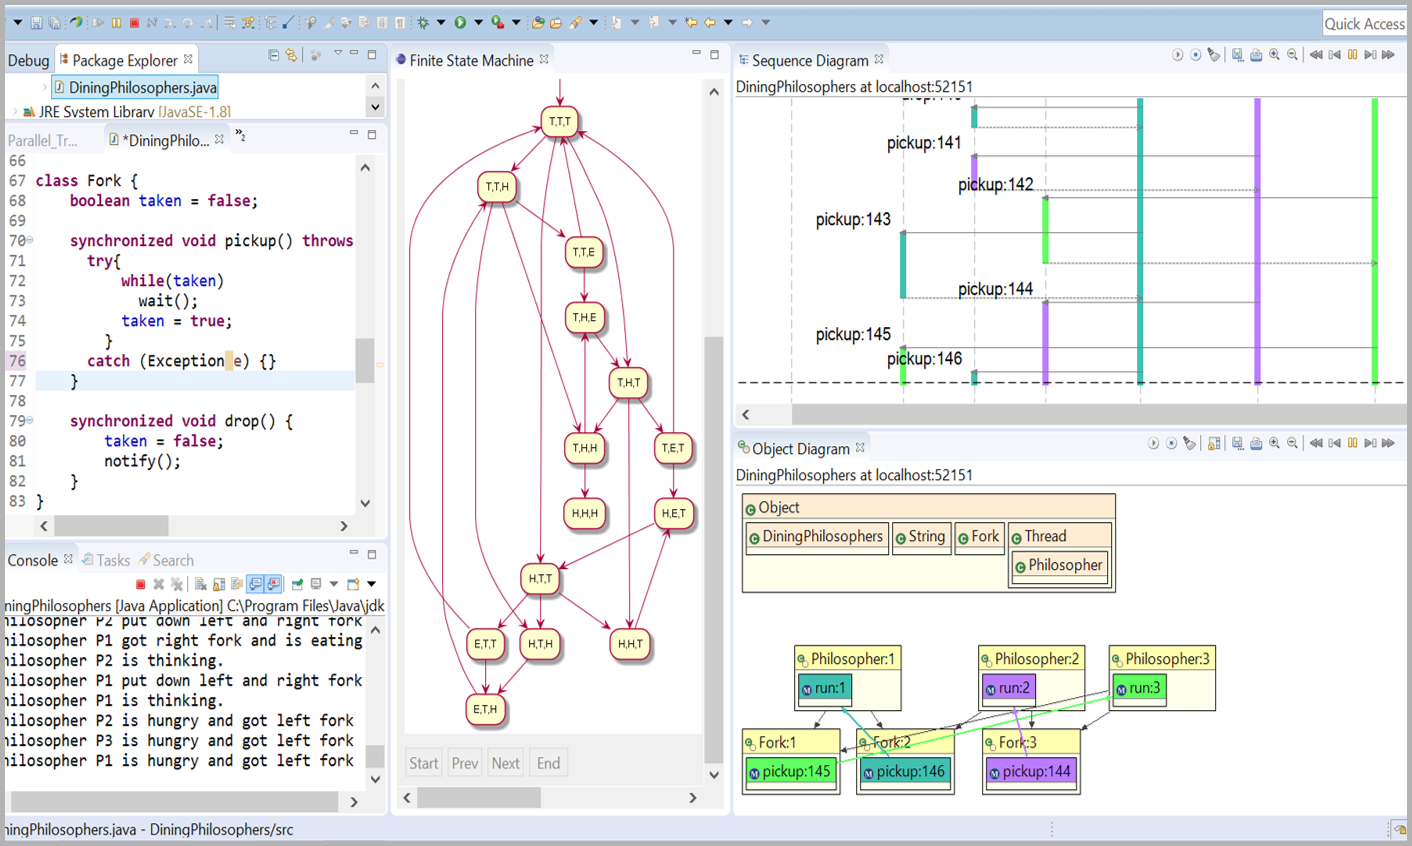 Quick Access
Debug
Package Explorer
DiningPhilosophers.java
JRE System Library [JavaSE-1.8]
Parallel_Tr...
*DiningPhilo...
»2
66
67 class Fork {
68 boolean taken = false;
69
70 synchronized void pickup() throws
71 try{
72 while(taken)
73 wait();
74 taken = true;
75 }
76 catch (Exception e) {}
77 }
78
79 synchronized void drop() {
80 taken = false;
81 notify();
82 }
83 }
Console
Tasks
Search
ningPhilosophers [Java Application] C:\Program Files\Java\jdk
hilosopher P2 put down left and right fork
hilosopher P1 got right fork and is eating
hilosopher P2 is thinking.
hilosopher P1 put down left and right fork
hilosopher P1 is thinking.
hilosopher P2 is hungry and got left fork
hilosopher P3 is hungry and got left fork
hilosopher P1 is hungry and got left fork
ningPhilosophers.java - DiningPhilosophers/src
Finite State Machine
T,T,T
T,T,H
T,T,E
T,H,E
T,H,T
T,H,H
T,E,T
H,H,H
H,E,T
H,T,T
E,T,T
H,T,H
H,H,T
E,T,H
Start
Prev
Next
End
Sequence Diagram
DiningPhilosophers at localhost:52151
pickup:141
pickup:142
pickup:143
pickup:144
pickup:145
pickup:146
Object Diagram
DiningPhilosophers at localhost:52151
Object
DiningPhilosophers
String
Fork
Thread
Philosopher
Philosopher:1
run:1
Philosopher:2
run:2
Philosopher:3
run:3
Fork:1
pickup:145
Fork:2
pickup:146
Fork:3
pickup:144